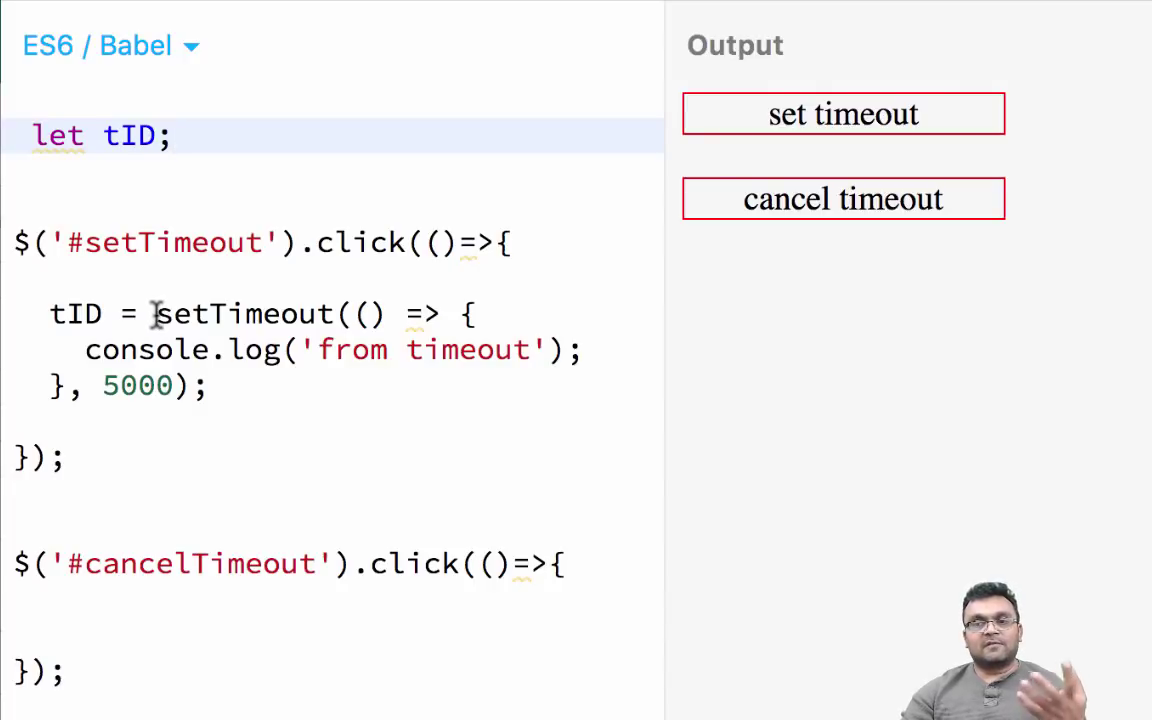 ES6 / Babel
let tID;
$('#setTimeout').click(()=>{
tID = setTimeout(() => {
console.log('from timeout');
}, 5000);
});
$('#cancelTimeout').click(()=>{
});
Output
set timeout
cancel timeout